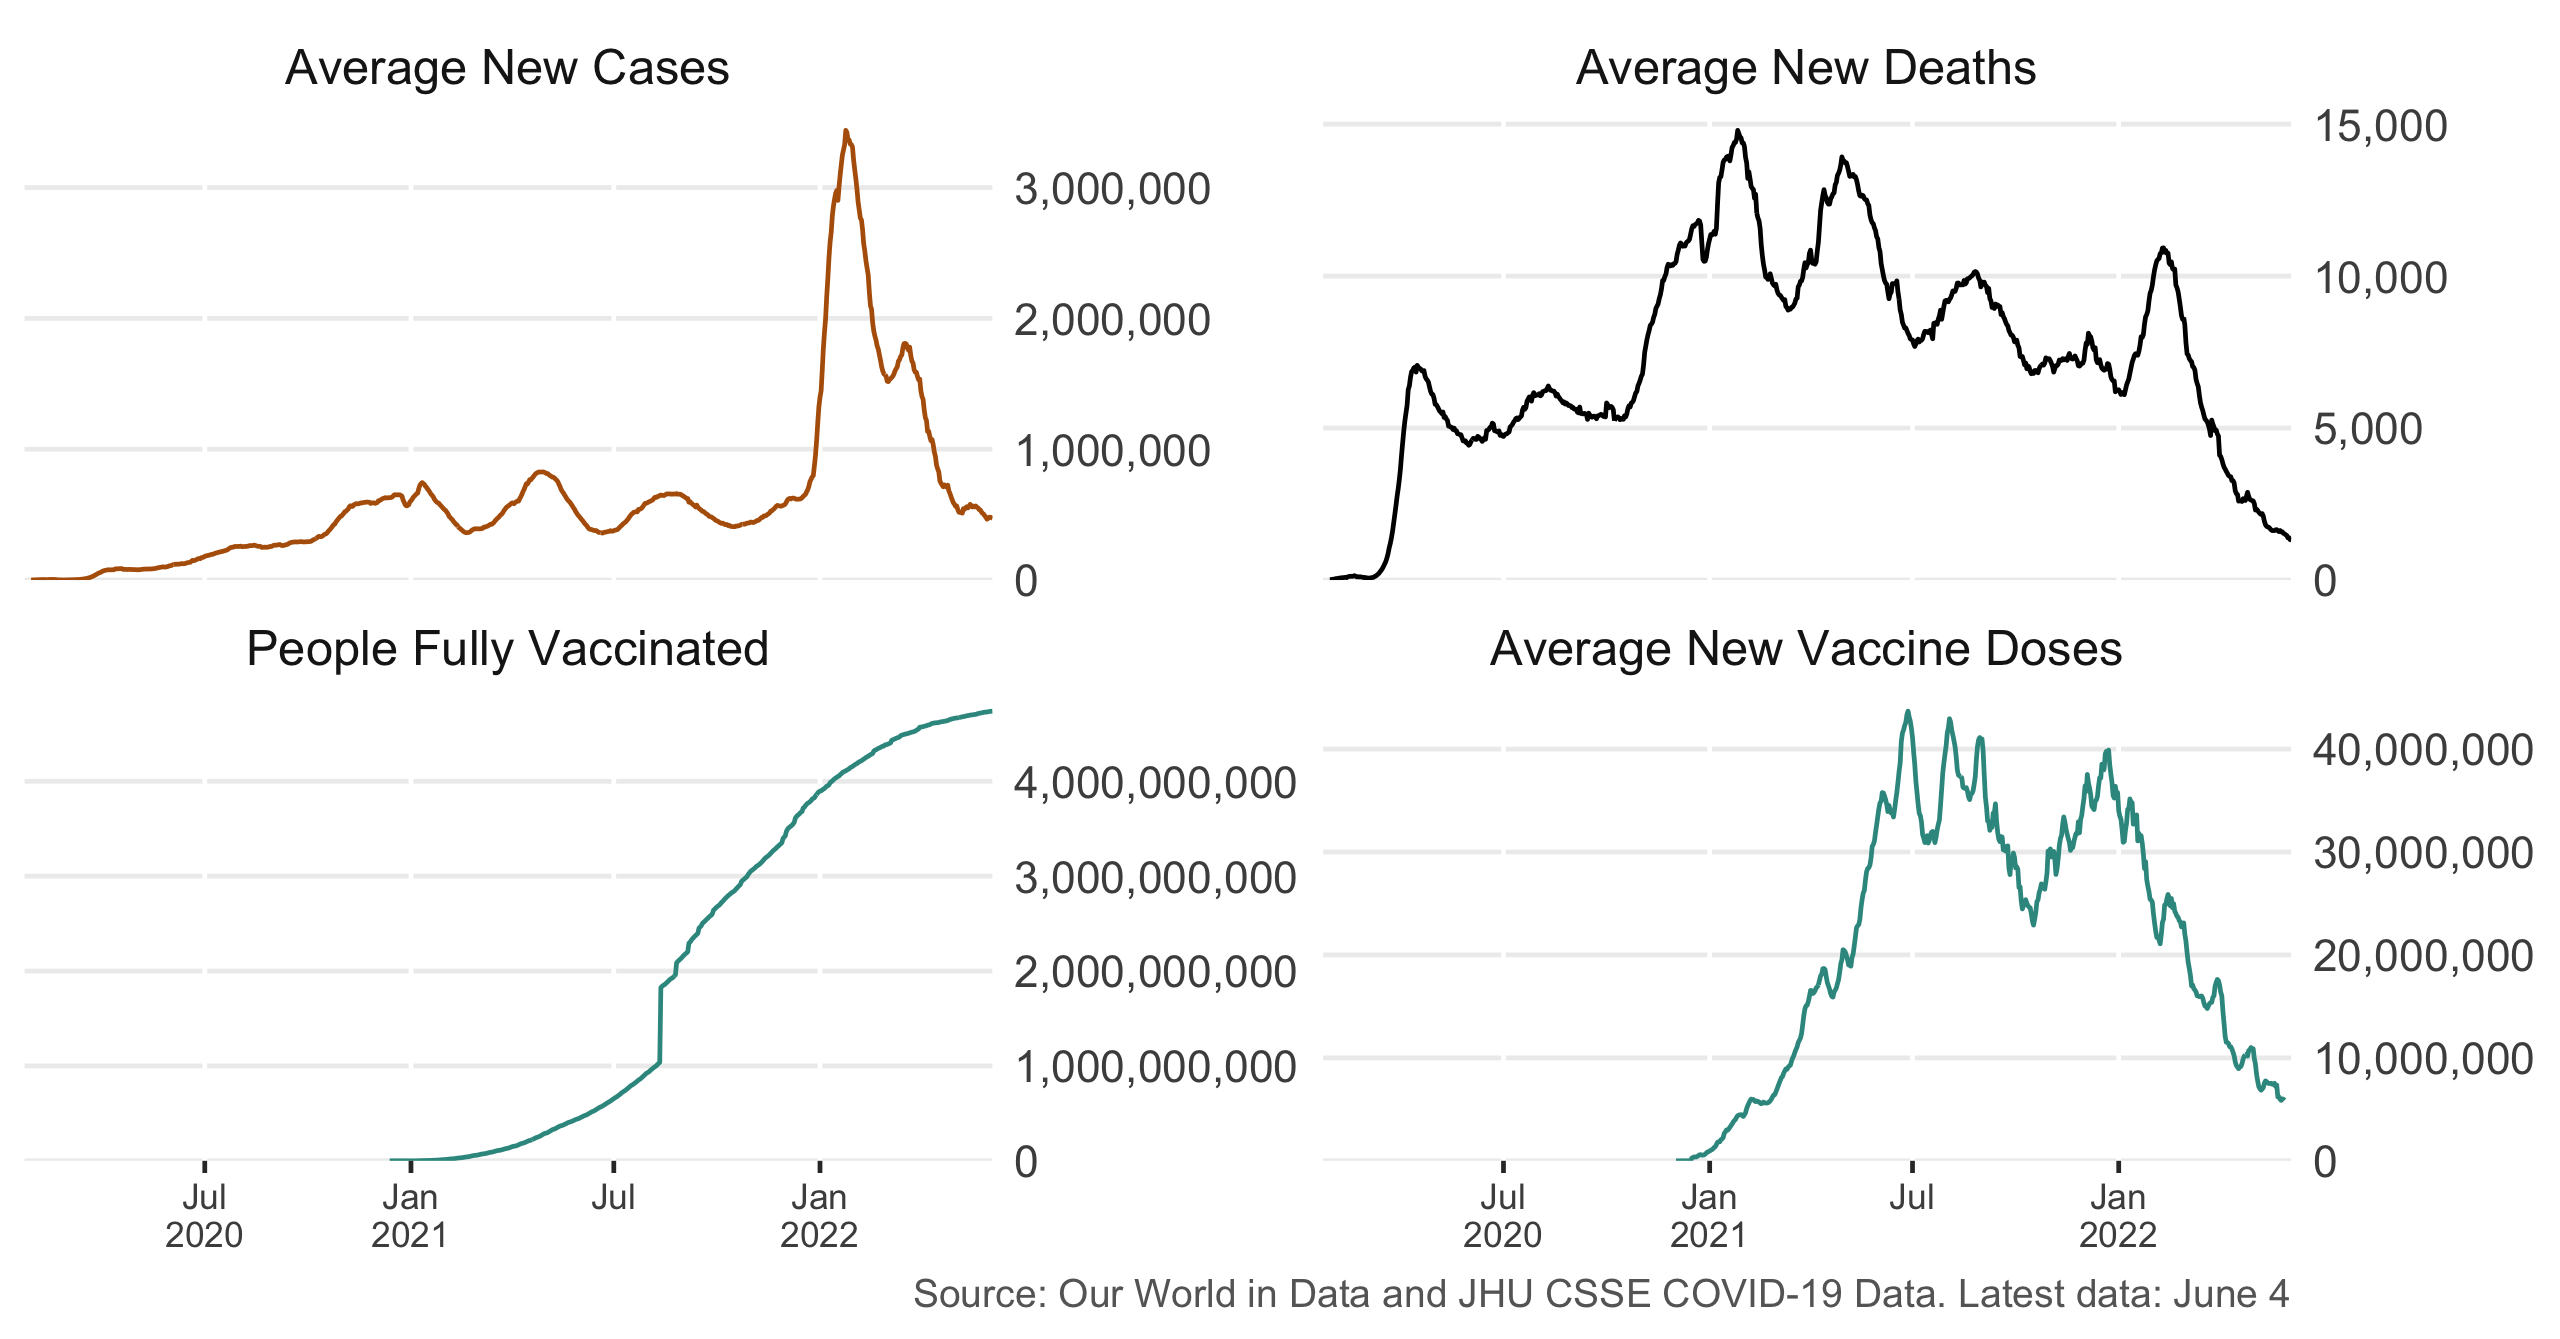 Average New Cases
3,000,000
2,000,000
1,000,000
0
Average New Deaths
15,000
10,000
5,000
0
People Fully Vaccinated
4,000,000,000
3,000,000,000
2,000,000,000
1,000,000,000
0
Jul
2020
Jan
2021
Jul
Jan
2022
Average New Vaccine Doses
40,000,000
30,000,000
20,000,000
10,000,000
0
Jul
2020
Jan
2021
Jul
Jan
2022
Source: Our World in Data and JHU CSSE COVID-19 Data. Latest data: June 4